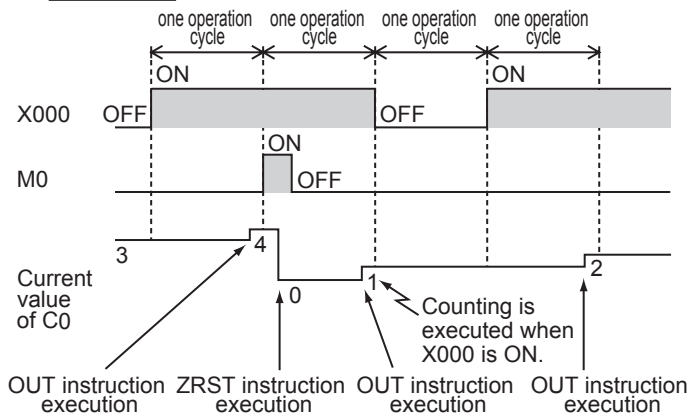 one operation cycle
one operation cycle
one operation cycle
one operation cycle
ON
ON
X000
OFF
OFF
ON
M0
OFF
3
4
0
1
2
Current
value
of C0
Counting is
executed when
X000 is ON.
OUT instruction
execution
ZRST instruction
execution
OUT instruction
execution
OUT instruction
execution